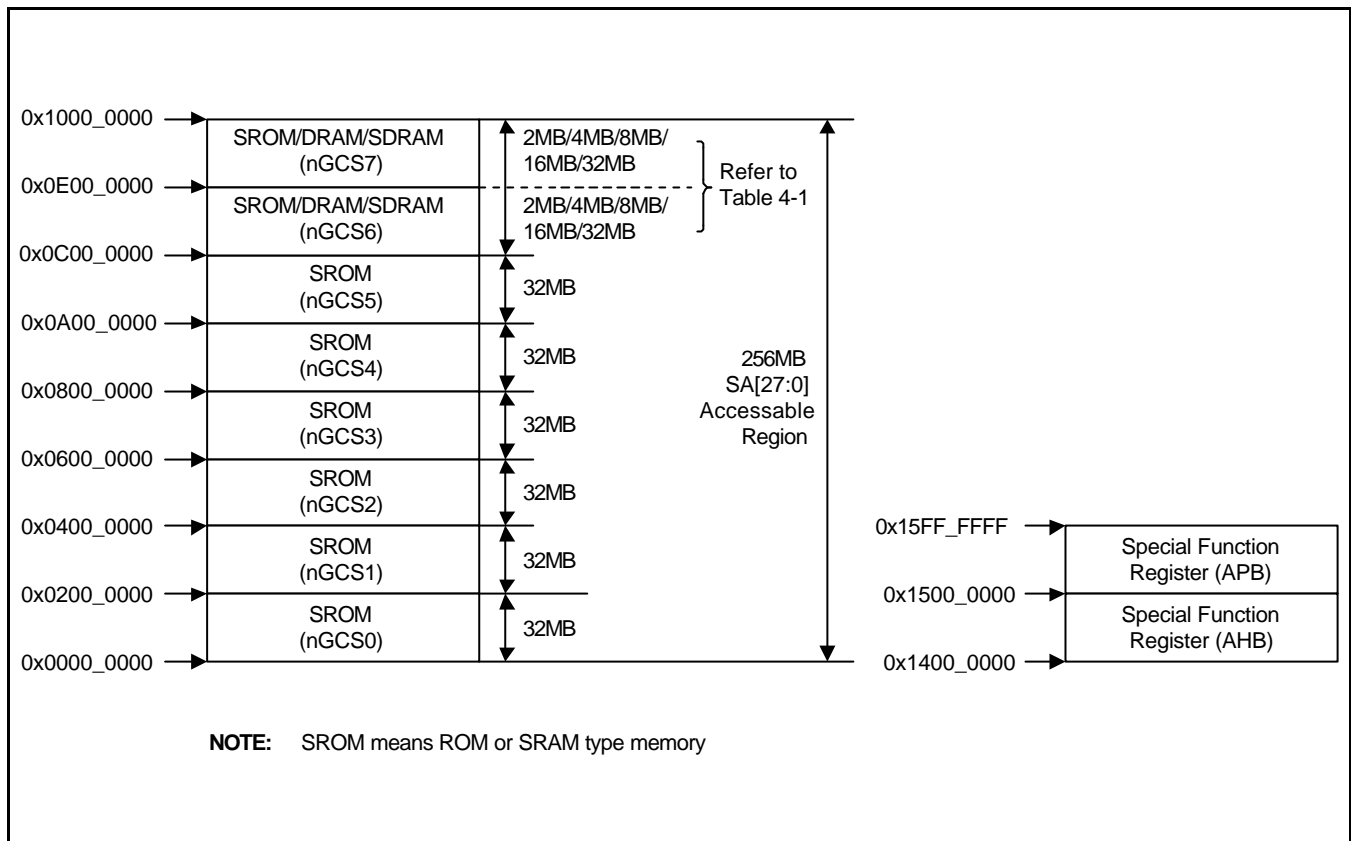 0x1000_0000
SROM/DRAM/SDRAM
(nGCS7)
2MB/4MB/8MB/
16MB/32MB
0x0E00_0000
SROM/DRAM/SDRAM
(nGCS6)
2MB/4MB/8MB/
16MB/32MB
Refer to
Table 4-1
0x0C00_0000
SROM
(nGCS5)
32MB
0x0A00_0000
SROM
(nGCS4)
32MB
0x0800_0000
SROM
(nGCS3)
32MB
0x0600_0000
SROM
(nGCS2)
32MB
0x0400_0000
SROM
(nGCS1)
32MB
0x0200_0000
SROM
(nGCS0)
32MB
0x0000_0000
256MB
SA[27:0]
Accessable
Region
0x15FF_FFFF
Special Function
Register (APB)
0x1500_0000
Special Function
Register (AHB)
0x1400_0000
NOTE: SROM means ROM or SRAM type memory